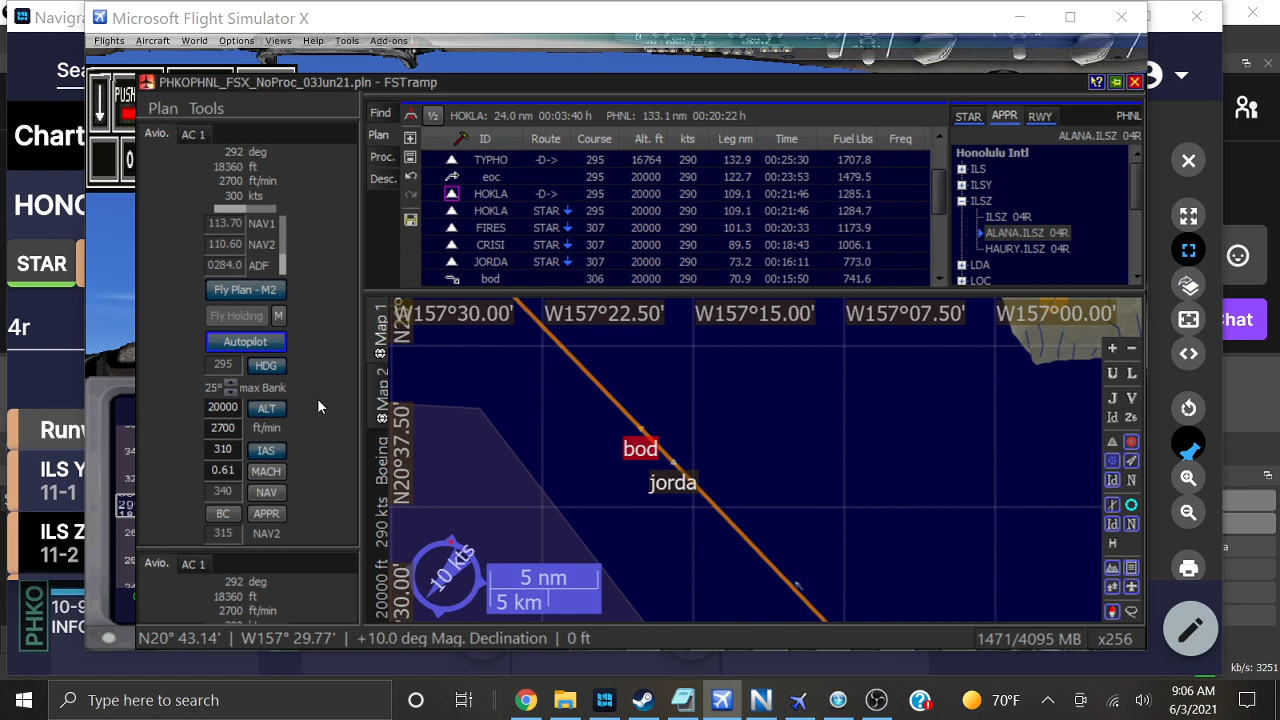 Navigra
Microsoft Flight Simulator X
Flights Aircraft World Options Views Help Tools Add-ons
PHKOPHNL_FSX_NoProc_03Jun21.pln - FSTramp
PUSH
Plan Tools
Avio. AC 1
292 deg
18360 ft
2700 ft/min
300 kts
113.70 NAV1
110.60 NAV2
0284.0 ADF
Fly Plan - M2
Fly Holding M
Autopilot
295 HDG
25° max Bank
20000 ALT
2700 ft/min
310 IAS
0.61 MACH
340 NAV
BC APPR
315 NAV2
Avio. AC 1
292 deg
18360 ft
2700 ft/min
Find
Plan
Proc.
Desc.
½ HOKLA: 24.0 nm 00:03:40 h PHNL: 133.1 nm 00:20:22 h
ID Route Course Alt. ft kts Leg nm Time Fuel Lbs Freq
TYPHO -D-> 295 16764 290 132.9 00:25:30 1707.8
eoc 295 20000 290 122.7 00:23:53 1479.5
HOKLA -D-> 295 20000 290 109.1 00:21:46 1285.1
HOKLA STAR 295 20000 290 109.1 00:21:46 1284.7
FIRES STAR 307 20000 290 101.3 00:20:33 1173.9
CRISI STAR 307 20000 290 89.5 00:18:43 1006.1
JORDA STAR 307 20000 290 73.2 00:16:11 773.0
bod 306 20000 290 70.9 00:15:50 741.6
STAR APPR RWY PHNL
ALANA.ILSZ 04R
Honolulu Intl
ILS
ILSY
ILSZ
ILSZ 04R
ALANA.ILSZ 04R
HAURY.ILSZ 04R
LDA
LOC
Map 1
Map 2
Boeing
290 kts
20000 ft
W157°30.00' W157°22.50' W157°15.00' W157°07.50' W157°00.00'
N20°37.50'
bod
jorda
10 kts
5 nm
5 km
+ −
U L
J V
Id Z6
Id N
Id N
H
N20° 43.14' | W157° 29.77' | +10.0 deg Mag. Declination | 0 ft
1471/4095 MB x256
Chart
HONO
STAR
4r
Runw
ILS Y
11-1
ILS Z
11-2
PHKO
10-9
INFO
Chat
kb/s: 3251
Type here to search
70°F
9:06 AM
6/3/2021